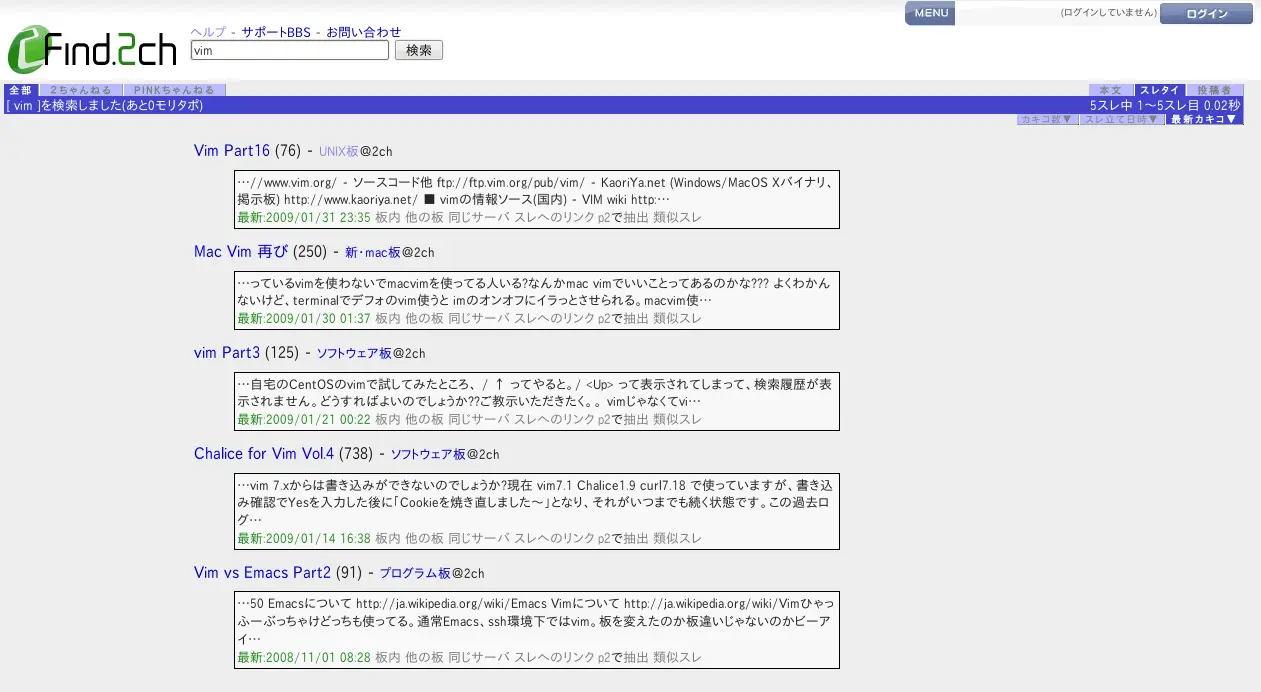 MENU (ログインしていません) ログイン
Find.2ch
ヘルプ - サポートBBS - お問い合わせ
vim 検索
全部 2ちゃんねる PINKちゃんねる 本文 スレタイ 投稿者
[ vim ]を検索しました(あと0モリタポ) 5スレ中 1〜5スレ目 0.02秒
カキコ数▼ スレ立て日時▼ 最新カキコ▼
Vim Part16 (76) - UNIX板@2ch
…//www.vim.org/ - ソースコード他 ftp://ftp.vim.org/pub/vim/ - KaoriYa.net (Windows/MacOS Xバイナリ、
掲示板) http://www.kaoriya.net/ ■ vimの情報ソース(国内) - VIM wiki http:…
最新:2009/01/31 23:35 板内 他の板 同じサーバ スレへのリンク p2で抽出 類似スレ
Mac Vim 再び (250) - 新・mac板@2ch
…っているvimを使わないでmacvimを使ってる人いる?なんかmac vimでいいことってあるのかな??? よくわかん
ないけど、terminalでデフォのvim使うと imのオンオフにイラっとさせられる。macvim使…
最新:2009/01/30 01:37 板内 他の板 同じサーバ スレへのリンク p2で抽出 類似スレ
vim Part3 (125) - ソフトウェア板@2ch
…自宅のCentOSのvimで試してみたところ、 / ↑ ってやると。/ <Up> って表示されてしまって、検索履歴が表
示されません。どうすればよいのでしょうか??ご教示いただきたく。。 vimじゃなくてvi…
最新:2009/01/21 00:22 板内 他の板 同じサーバ スレへのリンク p2で抽出 類似スレ
Chalice for Vim Vol.4 (738) - ソフトウェア板@2ch
…vim 7.xからは書き込みができないのでしょうか?現在 vim7.1 Chalice1.9 curl7.18 で使っていますが、書き込
み確認でYesを入力した後に「Cookieを焼き直しました〜」となり、それがいつまでも続く状態です。この過去ロ
グ…
最新:2009/01/14 16:38 板内 他の板 同じサーバ スレへのリンク p2で抽出 類似スレ
Vim vs Emacs Part2 (91) - プログラム板@2ch
…50 Emacsについて http://ja.wikipedia.org/wiki/Emacs Vimについて http://ja.wikipedia.org/wiki/Vimひゃっ
ふーぶっちゃけどっちも使ってる。通常Emacs、ssh環境下ではvim。板を変えたのか板違いじゃないのかビーア
イ…
最新:2008/11/01 08:28 板内 他の板 同じサーバ スレへのリンク p2で抽出 類似スレ